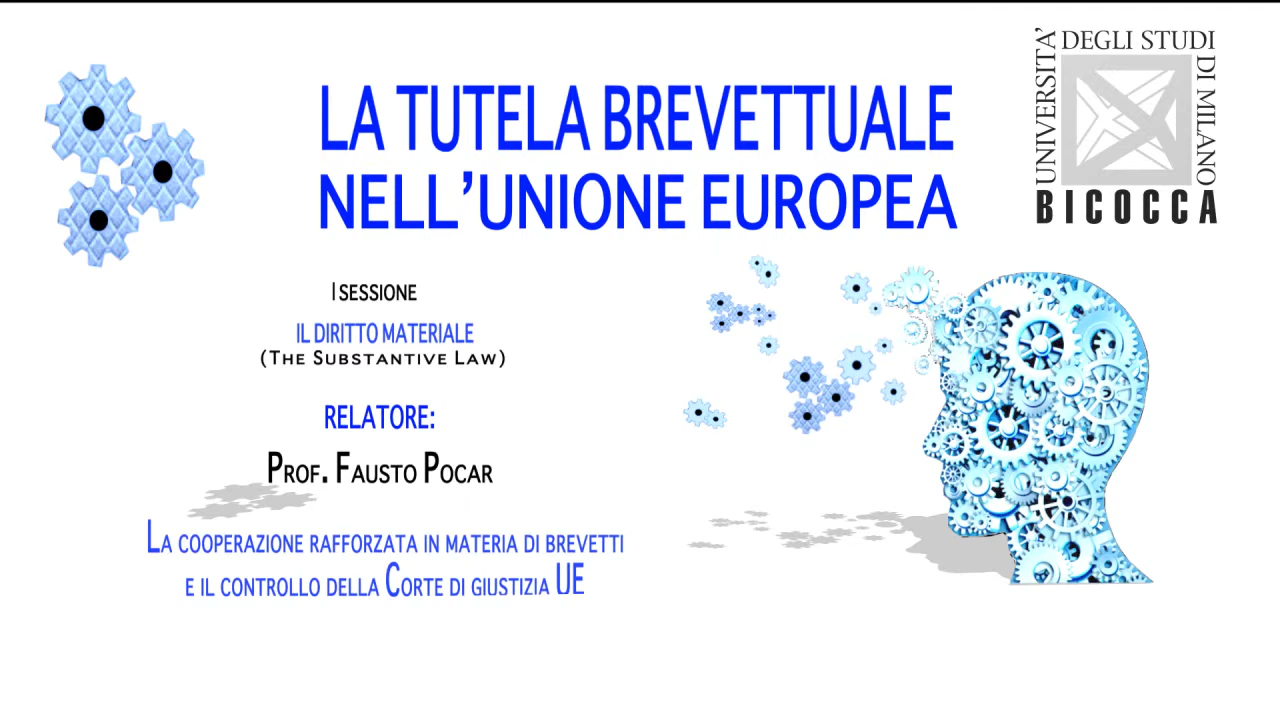 LA TUTELA BREVETTUALE
NELL'UNIONE EUROPEA
UNIVERSITA' DEGLI STUDI DI MILANO
BICOCCA
I SESSIONE
IL DIRITTO MATERIALE
(THE SUBSTANTIVE LAW)
RELATORE:
PROF. FAUSTO POCAR
LA COOPERAZIONE RAFFORZATA IN MATERIA DI BREVETTI
E IL CONTROLLO DELLA CORTE DI GIUSTIZIA UE